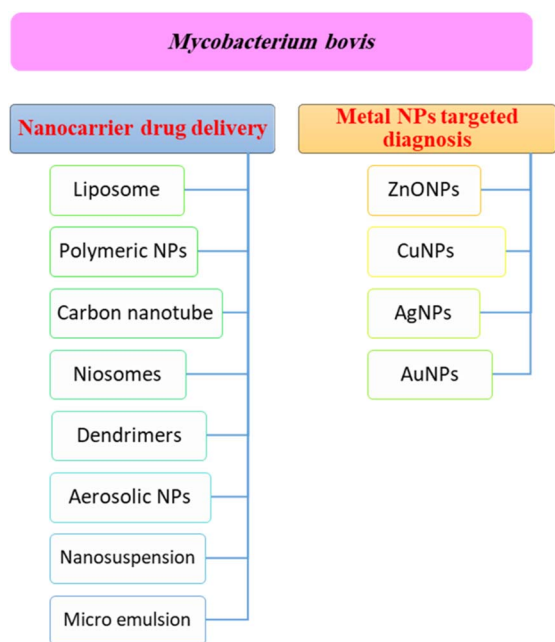 Mycobacterium bovis
Nanocarrier drug delivery
Liposome
Polymeric NPs
Carbon nanotube
Niosomes
Dendrimers
Aerosolic NPs
Nanosuspension
Micro emulsion
Metal NPs targeted
diagnosis
ZnONPs
CuNPs
AgNPs
AuNPs